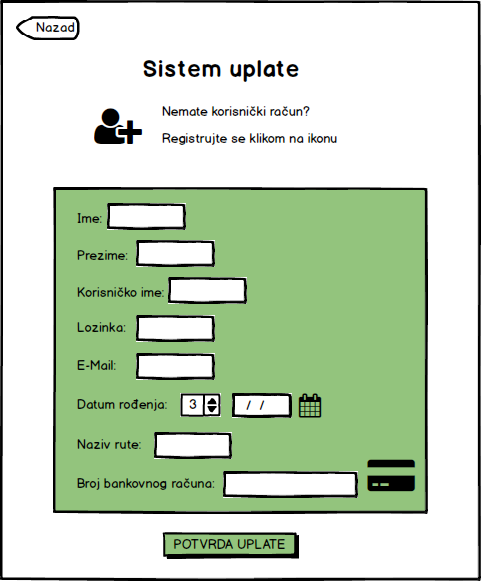 Nazad
Sistem uplate
Nemate korisnički račun?
Registrujte se klikom na ikonu
Ime:
Prezime:
Korisničko ime:
Lozinka:
E-Mail:
Datum rođenja: 3 / /
Naziv rute:
Broj bankovnog računa:
POTVRDA UPLATE